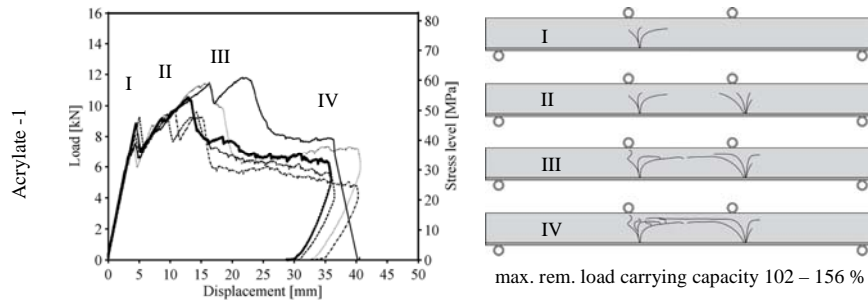 Acrylate -1
Load [kN]
16
14
12
10
8
6
4
2
0
I
II
III
IV
0 5 10 15 20 25 30 35 40 45 50
Displacement [mm]
80
70
60
50
40
30
20
10
0
Stress level [MPa]
I
II
III
IV
max. rem. load carrying capacity 102 – 156 %